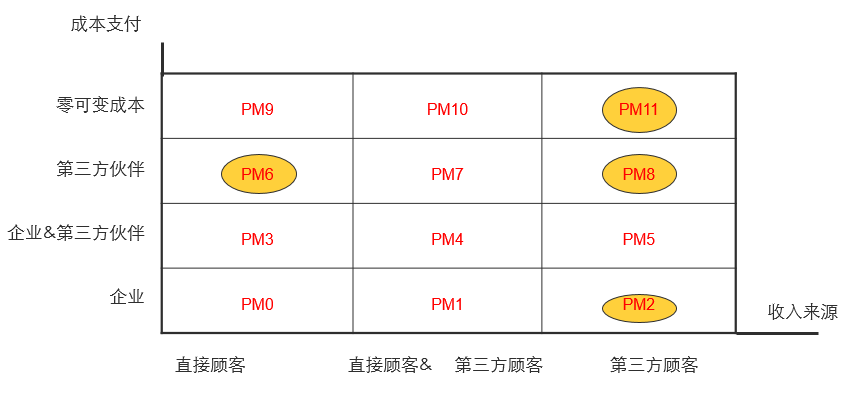 成本支付
零可变成本 PM9 PM10 PM11
第三方伙伴 PM6 PM7 PM8
企业&第三方伙伴 PM3 PM4 PM5
企业 PM0 PM1 PM2
收入来源
直接顾客 直接顾客& 第三方顾客 第三方顾客